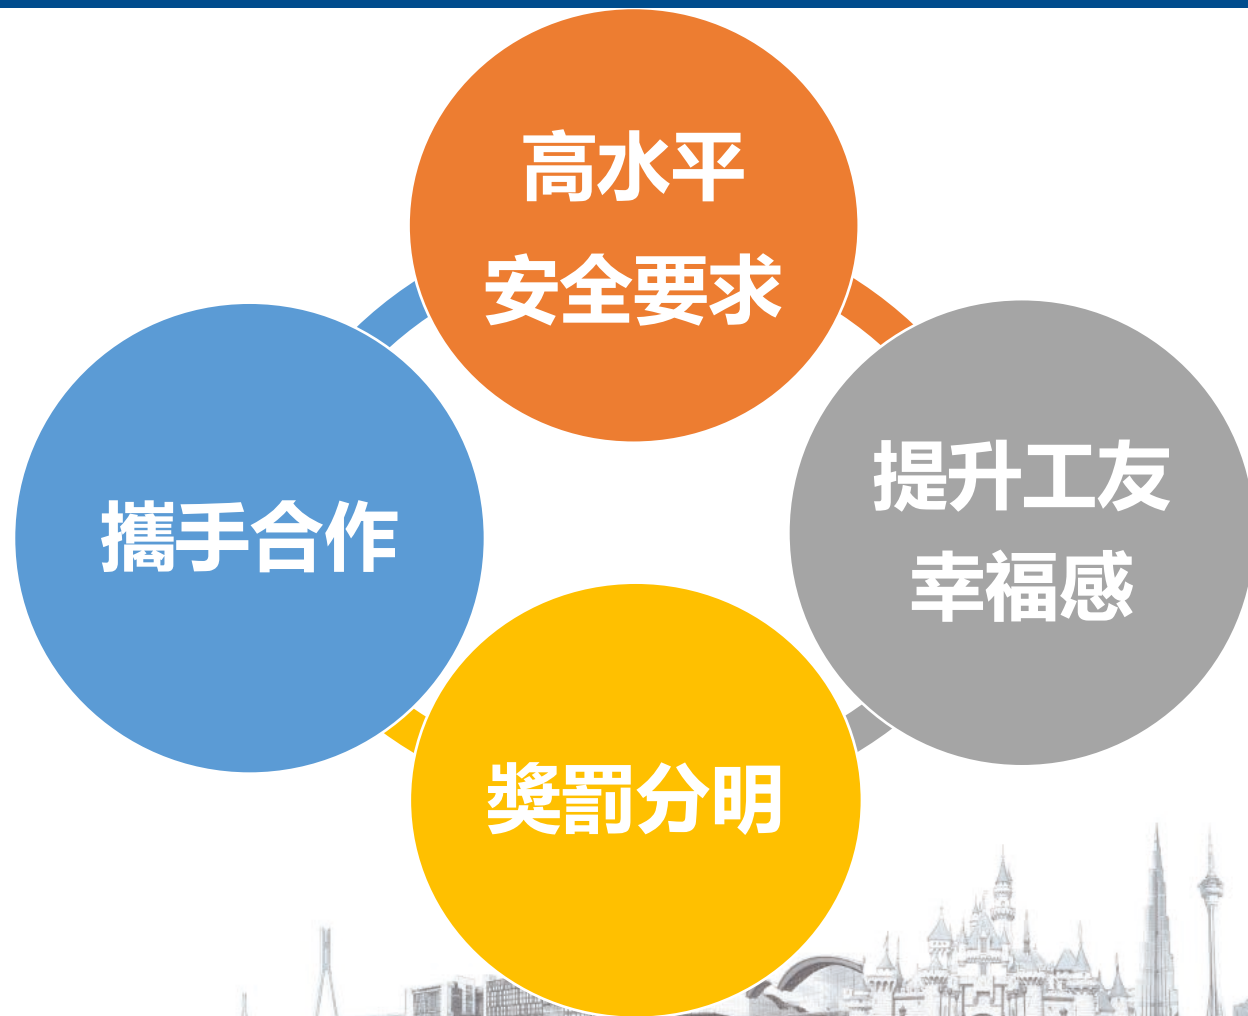 高水平
安全要求
提升工友
幸福感
獎罰分明
攜手合作